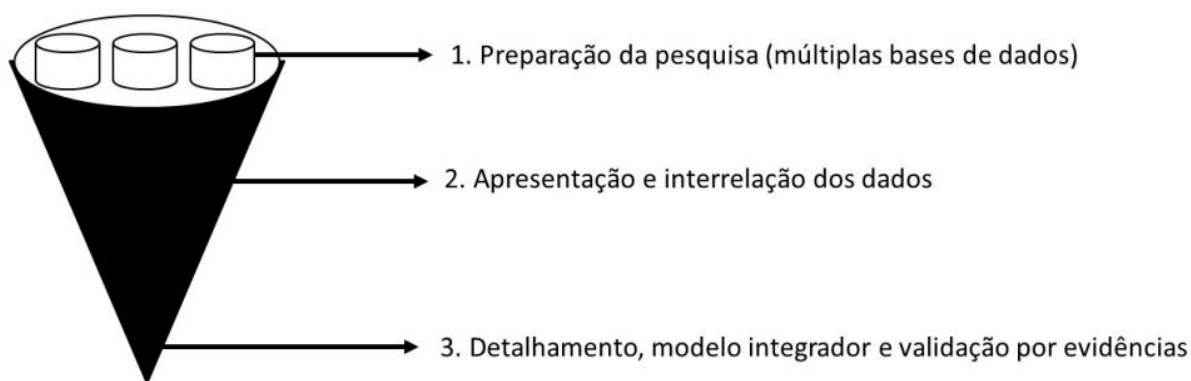 1. Preparação da pesquisa (múltiplas bases de dados)
2. Apresentação e interrelação dos dados
3. Detalhamento, modelo integrador e validação por evidências